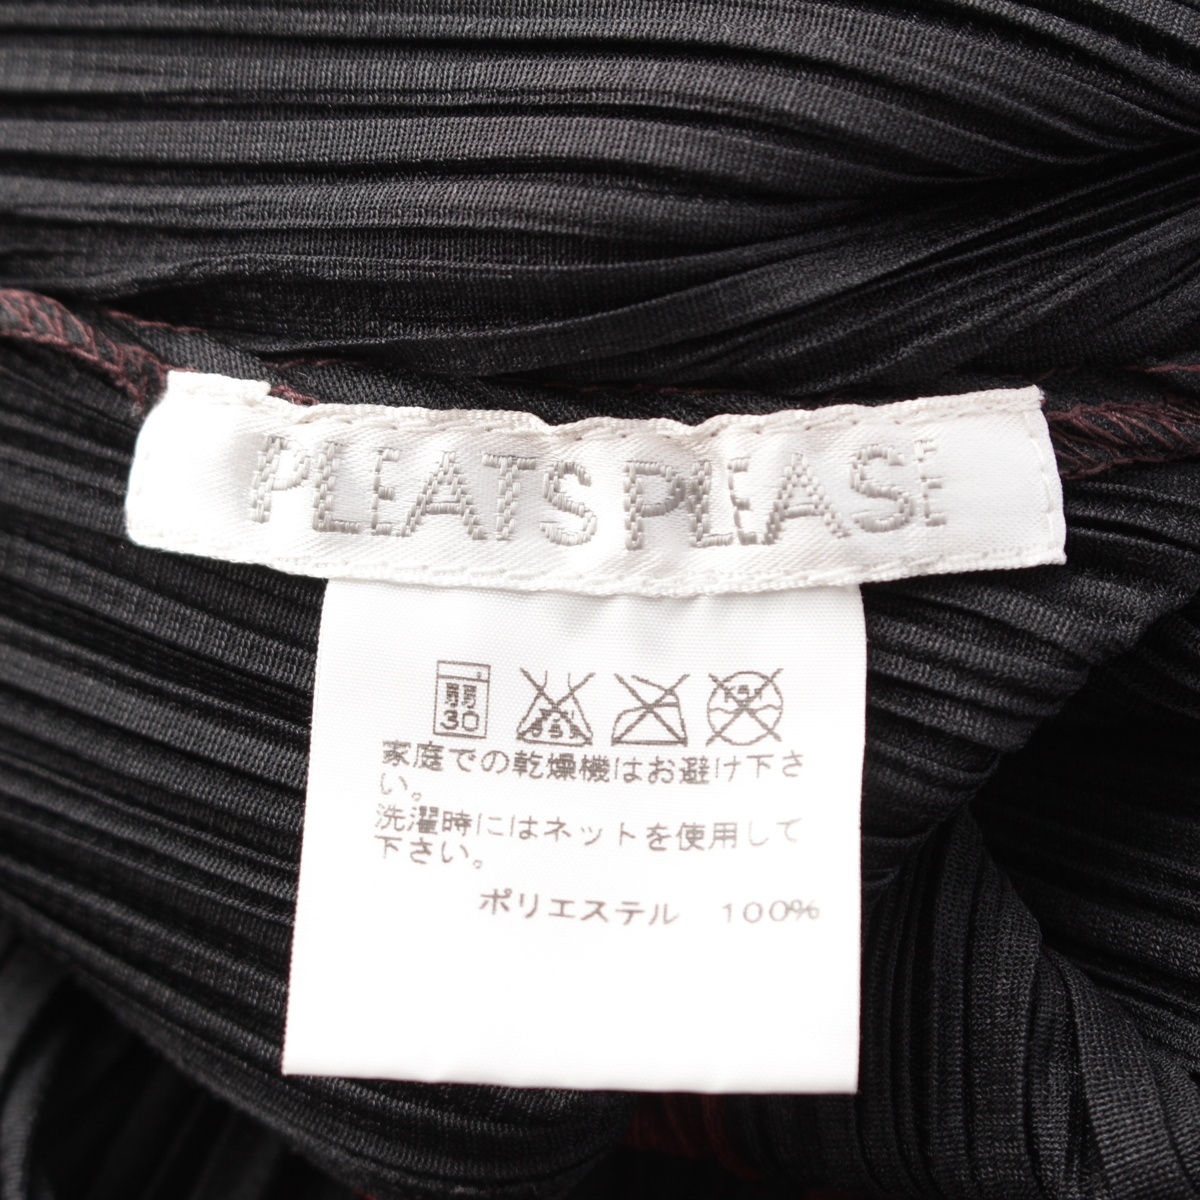 PLEATS PLEASE
弱
30
家庭での乾燥機はお避け下さ
い。
洗濯時にはネットを使用して
下さい。
ポリエステル 100%